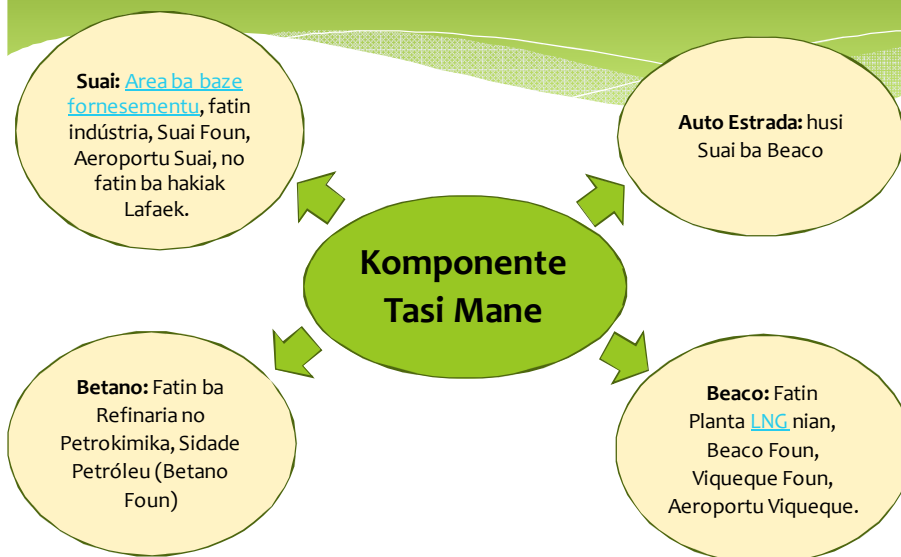 Suai: Area ba baze
fornesementu, fatin
indústria, Suai Foun,
Aeroportu Suai, no
fatin ba hakiak
Lafaek.
Auto Estrada: husi
Suai ba Beaco
Komponente
Tasi Mane
Betano: Fatin ba
Refinaria no
Petrokimika, Sidade
Petróleu (Betano
Foun)
Beaco: Fatin
Planta LNG nian,
Beaco Foun,
Viqueque Foun,
Aeroportu Viqueque.